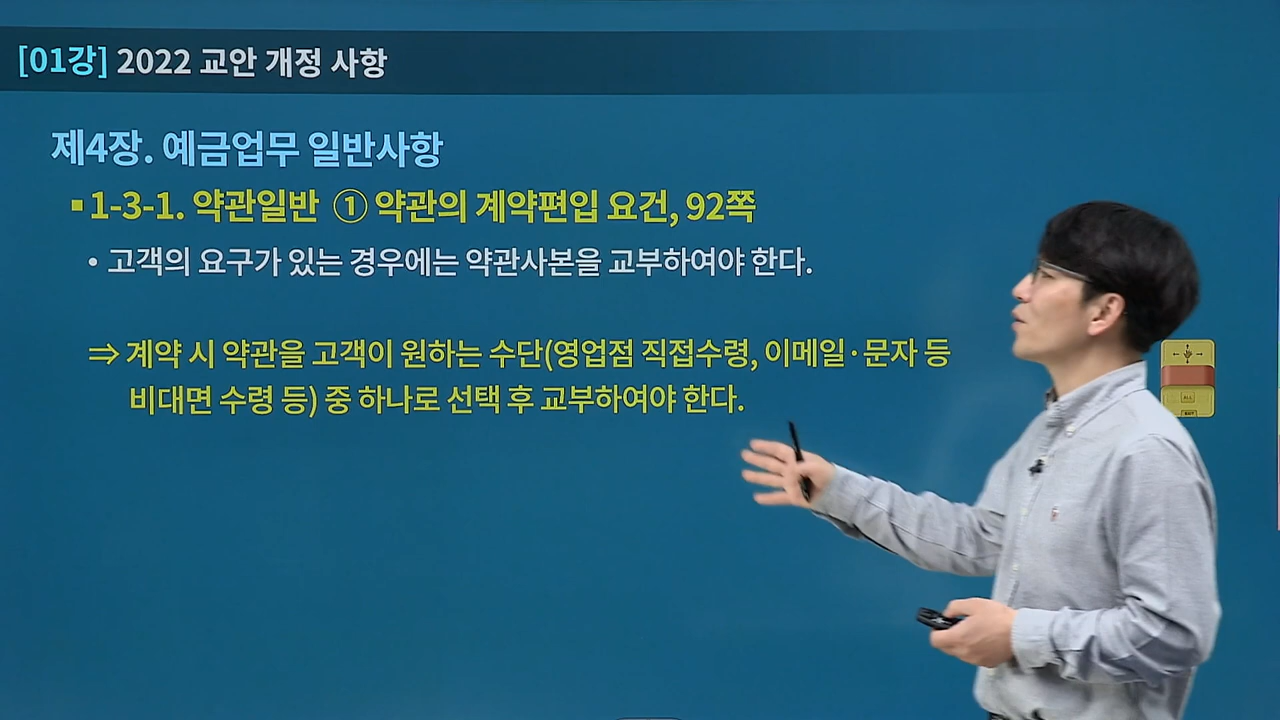 [01강] 2022 교안 개정 사항
제4장. 예금업무 일반사항
▪1-3-1. 약관일반 ① 약관의 계약편입 요건, 92쪽
• 고객의 요구가 있는 경우에는 약관사본을 교부하여야 한다.
⇒ 계약 시 약관을 고객이 원하는 수단(영업점 직접수령, 이메일·문자 등
비대면 수령 등) 중 하나로 선택 후 교부하여야 한다.
ALL